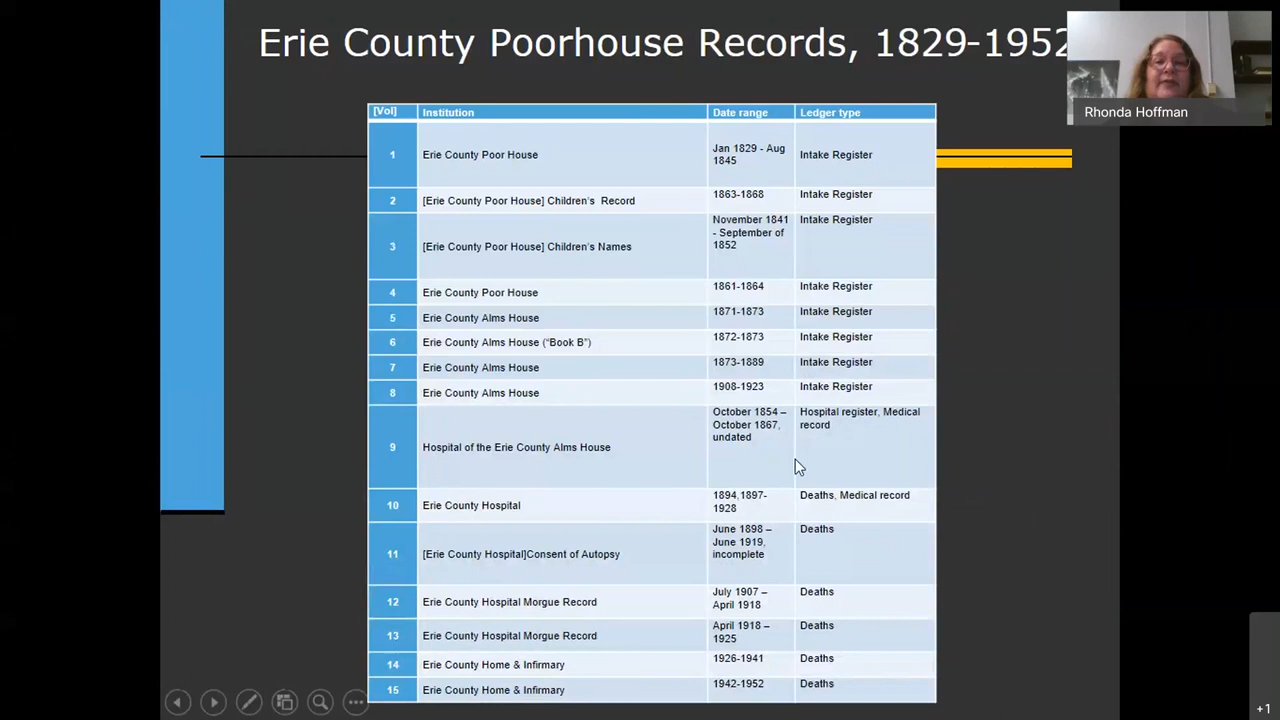 Erie County Poorhouse Records, 1829-1952
Rhonda Hoffman
[Vol] Institution Date range Ledger type
1 Erie County Poor House Jan 1829 - Aug 1845 Intake Register
2 [Erie County Poor House] Children's Record 1863-1868 Intake Register
3 [Erie County Poor House] Children's Names November 1841 - September of 1852 Intake Register
4 Erie County Poor House 1861-1864 Intake Register
5 Erie County Alms House 1871-1873 Intake Register
6 Erie County Alms House ("Book B") 1872-1873 Intake Register
7 Erie County Alms House 1873-1889 Intake Register
8 Erie County Alms House 1908-1923 Intake Register
9 Hospital of the Erie County Alms House October 1854 – October 1867, undated Hospital register, Medical record
10 Erie County Hospital 1894,1897-1928 Deaths, Medical record
11 [Erie County Hospital]Consent of Autopsy June 1898 – June 1919, incomplete Deaths
12 Erie County Hospital Morgue Record July 1907 – April 1918 Deaths
13 Erie County Hospital Morgue Record April 1918 – 1925 Deaths
14 Erie County Home & Infirmary 1926-1941 Deaths
15 Erie County Home & Infirmary 1942-1952 Deaths
+1